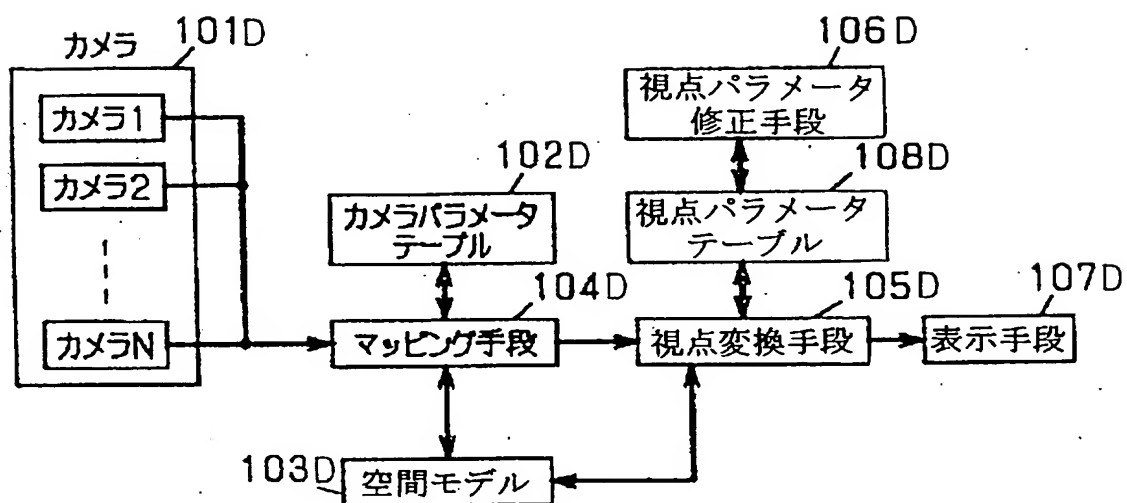 カメラ
101D
カメラ1
カメラ2
カメラN
102D
カメラパラメータ
テーブル
106D
視点パラメータ
修正手段
108D
視点パラメータ
テーブル
104D
マッピング手段
105D
視点変換手段
107D
表示手段
103D
空間モデル